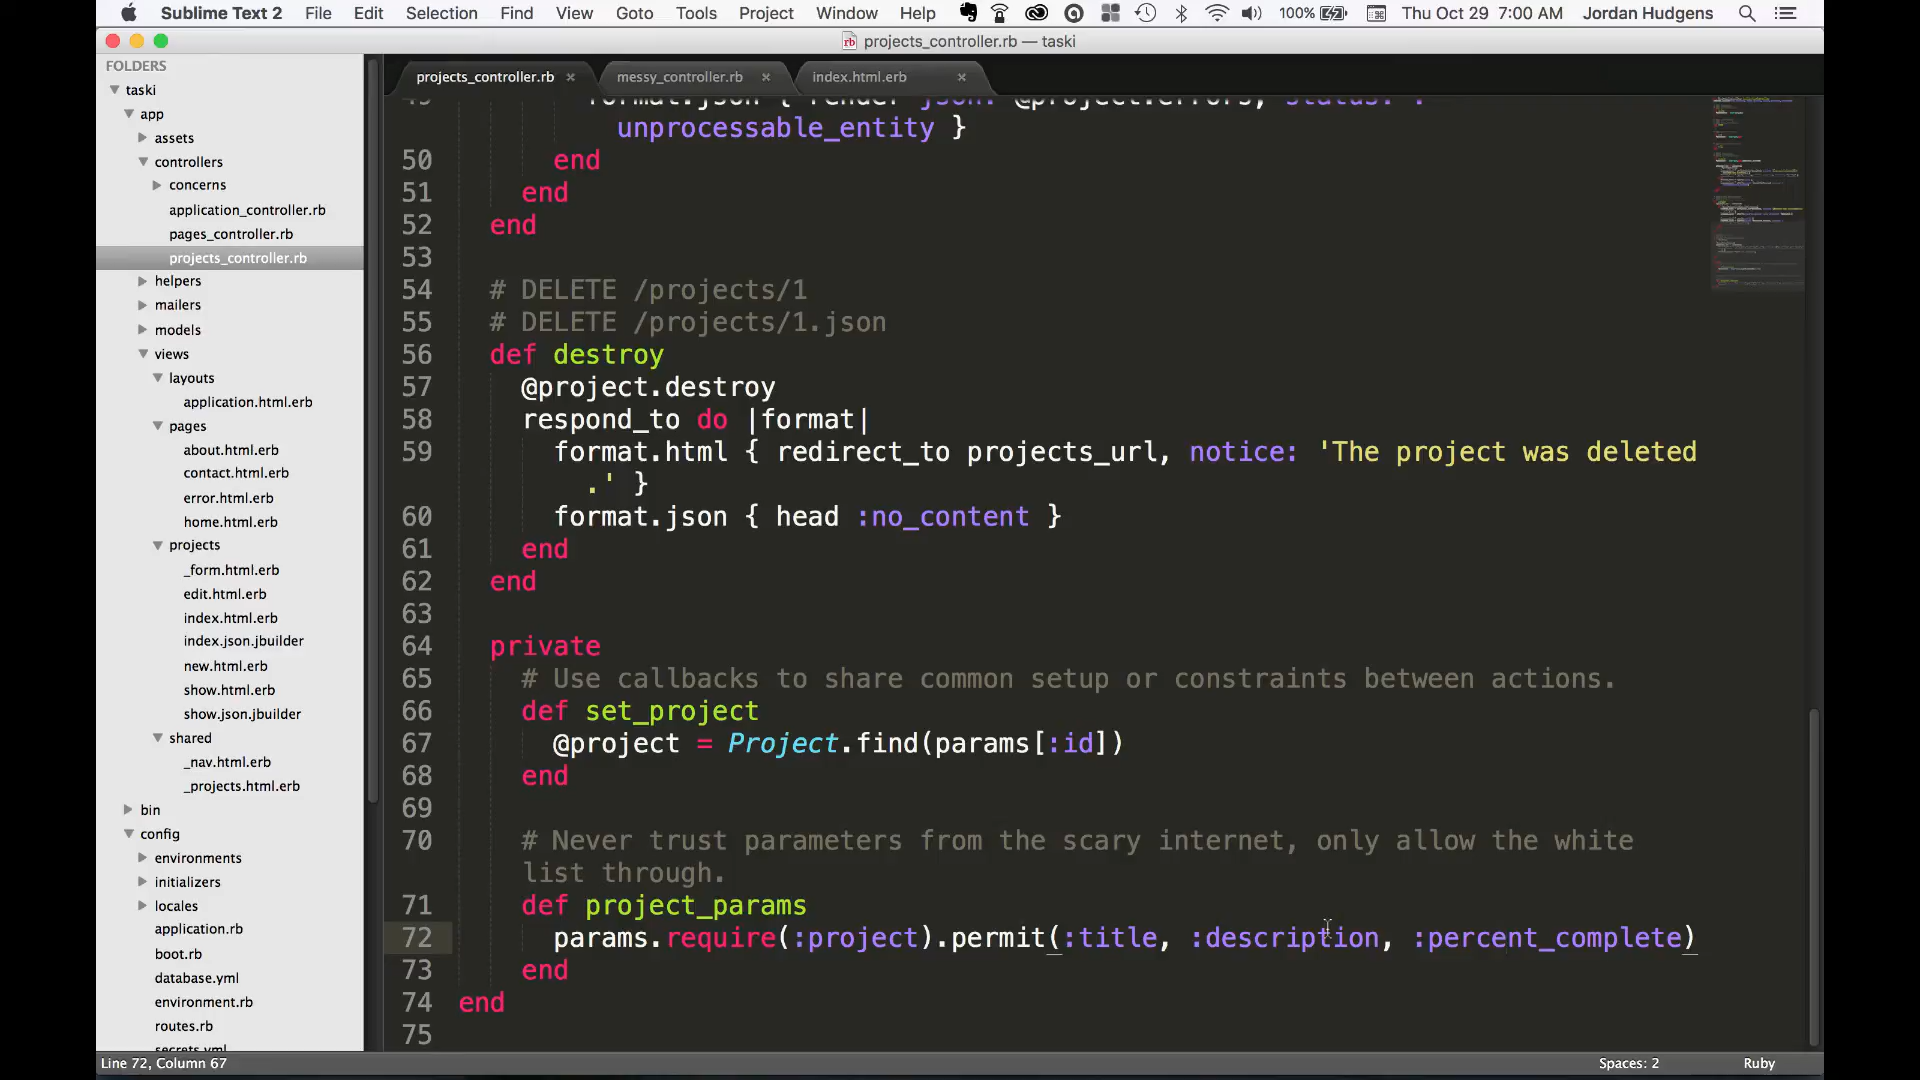 Sublime Text 2 File Edit Selection Find View Goto Tools Project Window Help 100% Thu Oct 29 7:00 AM Jordan Hudgens
projects_controller.rb — taski
FOLDERS
taski
app
assets
controllers
concerns
application_controller.rb
pages_controller.rb
projects_controller.rb
helpers
mailers
models
views
layouts
application.html.erb
pages
about.html.erb
contact.html.erb
error.html.erb
home.html.erb
projects
_form.html.erb
edit.html.erb
index.html.erb
index.json.jbuilder
new.html.erb
show.html.erb
show.json.jbuilder
shared
_nav.html.erb
_projects.html.erb
bin
config
environments
initializers
locales
application.rb
boot.rb
database.yml
environment.rb
routes.rb
secrets.yml
projects_controller.rb × messy_controller.rb × index.html.erb ×
49 format.json { render json: @project.errors, status: :
unprocessable_entity }
50 end
51 end
52 end
53
54 # DELETE /projects/1
55 # DELETE /projects/1.json
56 def destroy
57 @project.destroy
58 respond_to do |format|
59 format.html { redirect_to projects_url, notice: 'The project was deleted
.' }
60 format.json { head :no_content }
61 end
62 end
63
64 private
65 # Use callbacks to share common setup or constraints between actions.
66 def set_project
67 @project = Project.find(params[:id])
68 end
69
70 # Never trust parameters from the scary internet, only allow the white
list through.
71 def project_params
72 params.require(:project).permit(:title, :description, :percent_complete)
73 end
74 end
75
Line 72, Column 67 Spaces: 2 Ruby